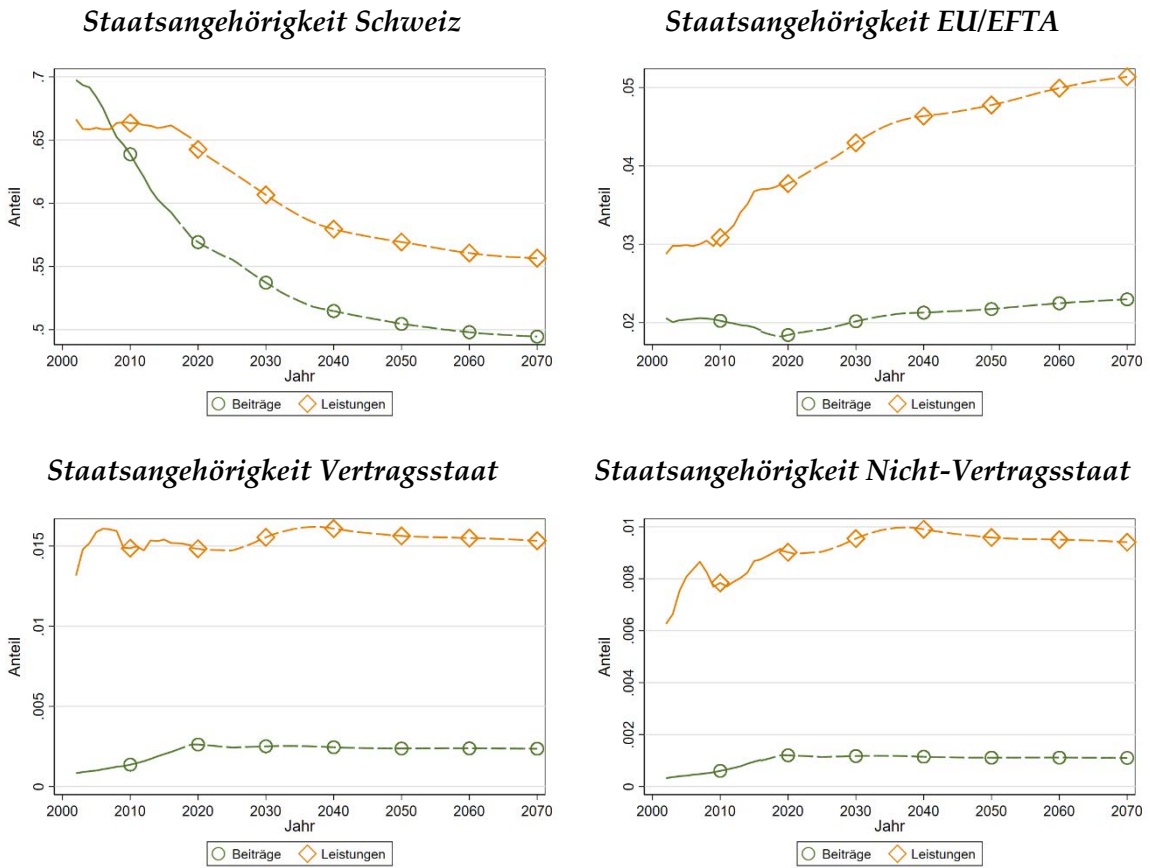 Staatsangehörigkeit Schweiz
Anteil
.7
.65
.6
.55
.5
2000 2010 2020 2030 2040 2050 2060 2070
Jahr
Beiträge Leistungen
Staatsangehörigkeit EU/EFTA
Anteil
.05
.04
.03
.02
2000 2010 2020 2030 2040 2050 2060 2070
Jahr
Beiträge Leistungen
Staatsangehörigkeit Vertragsstaat
Anteil
.015
.01
.005
0
2000 2010 2020 2030 2040 2050 2060 2070
Jahr
Beiträge Leistungen
Staatsangehörigkeit Nicht-Vertragsstaat
Anteil
.01
.008
.006
.004
.002
0
2000 2010 2020 2030 2040 2050 2060 2070
Jahr
Beiträge Leistungen